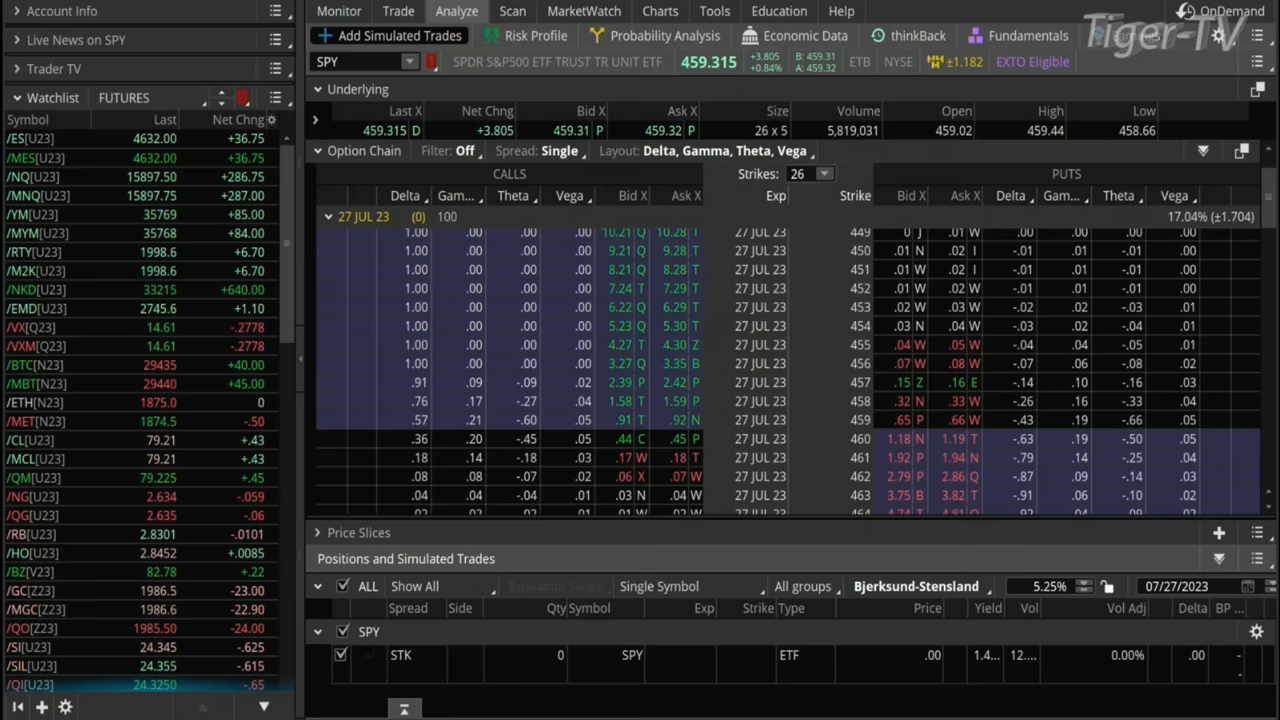 Account Info
Live News on SPY
Trader TV
Watchlist FUTURES
Symbol Last Net Chng
/ES[U23] 4632.00 +36.75
/MES[U23] 4632.00 +36.75
/NQ[U23] 15897.50 +286.75
/MNQ[U23] 15897.75 +287.00
/YM[U23] 35769 +85.00
/MYM[U23] 35768 +84.00
/RTY[U23] 1998.6 +6.70
/M2K[U23] 1998.6 +6.70
/NKD[U23] 33215 +640.00
/EMD[U23] 2745.6 +1.10
/VX[Q23] 14.61 -.2778
/VXM[Q23] 14.61 -.2778
/BTC[N23] 29435 +40.00
/MBT[N23] 29440 +45.00
/ETH[N23] 1875.0 0
/MET[N23] 1874.5 -.50
/CL[U23] 79.21 +.43
/MCL[U23] 79.21 +.43
/QM[U23] 79.225 +.45
/NG[U23] 2.634 -.059
/QG[U23] 2.635 -.06
/RB[U23] 2.8301 -.0101
/HO[U23] 2.8452 +.0085
/BZ[V23] 82.78 +.22
/GC[Z23] 1986.5 -23.00
/MGC[Z23] 1986.6 -22.90
/QO[Z23] 1985.50 -24.00
/SI[U23] 24.345 -.625
/SIL[U23] 24.355 -.615
/QI[U23] 24.3250 -.65
Monitor Trade Analyze Scan MarketWatch Charts Tools Education Help OnDemand
Tiger-TV
Add Simulated Trades Risk Profile Probability Analysis Economic Data thinkBack Fundamentals
SPY SPDR S&P500 ETF TRUST TR UNIT ETF 459.315 +3.805 +0.84% B: 459.31 A: 459.32 ETB NYSE ±1.182 EXTO Eligible
Underlying
Last X Net Chng Bid X Ask X Size Volume Open High Low
459.315 D +3.805 459.31 P 459.32 P 26 x 5 5,819,031 459.02 459.44 458.66
Option Chain Filter: Off Spread: Single Layout: Delta, Gamma, Theta, Vega
CALLS Strikes: 26 PUTS
Delta Gam... Theta Vega Bid X Ask X Exp Strike Bid X Ask X Delta Gam... Theta Vega
27 JUL 23 (0) 100 17.04% (±1.704)
1.00 .00 .00 .00 10.21 Q 10.28 T 27 JUL 23 449 0 J .01 W -.01 .01 -.01 .00
1.00 .00 .00 .00 9.21 Q 9.28 T 27 JUL 23 450 .01 N .02 I -.01 .01 -.01 .00
1.00 .00 .00 .00 8.21 Q 8.28 T 27 JUL 23 451 .01 W .02 I -.01 .01 -.02 .00
1.00 .00 .00 .00 7.24 T 7.29 T 27 JUL 23 452 .01 W .02 I -.01 .01 -.02 .00
1.00 .00 .00 .00 6.22 Q 6.29 T 27 JUL 23 453 .02 W .03 W -.02 .01 -.03 .01
1.00 .00 .00 .00 5.23 Q 5.30 T 27 JUL 23 454 .03 N .04 W -.03 .02 -.04 .01
1.00 .00 .00 .00 4.27 T 4.30 Z 27 JUL 23 455 .04 W .05 W -.04 .04 -.05 .01
1.00 .00 .00 .00 3.27 Q 3.35 B 27 JUL 23 456 .07 W .08 W -.07 .06 -.08 .02
.91 .09 -.09 .02 2.39 P 2.42 P 27 JUL 23 457 .15 Z .16 E -.14 .10 -.16 .03
.76 .17 -.27 .04 1.58 T 1.59 P 27 JUL 23 458 .32 N .33 W -.26 .16 -.33 .04
.57 .21 -.60 .05 .91 T .92 N 27 JUL 23 459 .65 P .66 W -.43 .19 -.66 .05
.36 .20 -.45 .05 .44 C .45 P 27 JUL 23 460 1.18 N 1.19 T -.63 .19 -.50 .05
.18 .14 -.18 .03 .17 W .18 T 27 JUL 23 461 1.92 P 1.94 N -.79 .14 -.25 .04
.08 .08 -.07 .02 .06 X .07 W 27 JUL 23 462 2.79 P 2.86 Q -.87 .09 -.14 .02
.04 .04 -.04 .01 .03 N .04 W 27 JUL 23 463 3.75 B 3.82 T -.91 .06 -.10 .02
Price Slices
Positions and Simulated Trades
ALL Show All Expiration Series Single Symbol All groups Bjerksund-Stensland 5.25% 07/27/2023
Spread Side Qty Symbol Exp Strike Type Price Yield Vol Vol Adj Delta BP ...
SPY
STK 0 SPY ETF .00 1.4... 12.... 0.00% .00 -
-